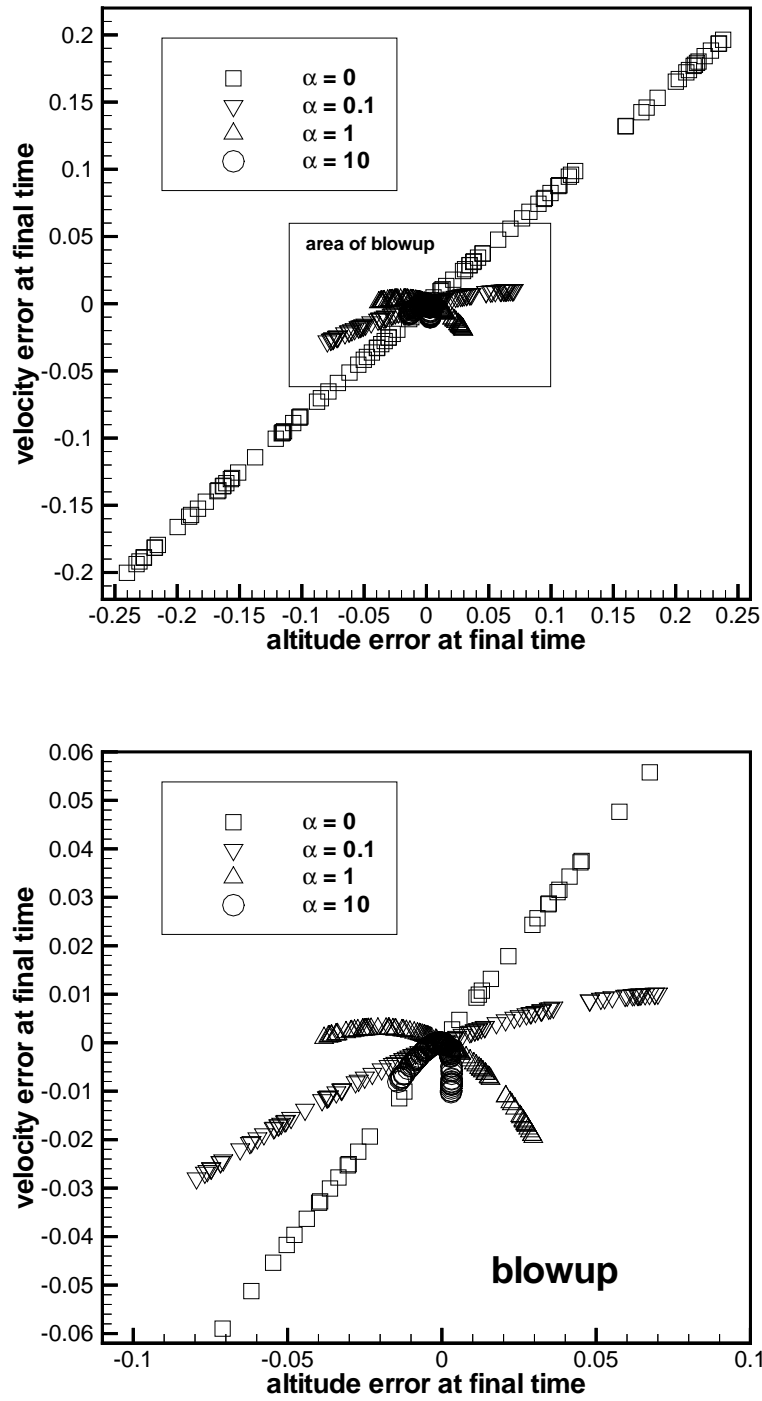 velocity error at final time
0.2
0.15
0.1
0.05
0
-0.05
-0.1
-0.15
-0.2
α = 0
α = 0.1
α = 1
α = 10
area of blowup
-0.25 -0.2 -0.15 -0.1 -0.05 0 0.05 0.1 0.15 0.2 0.25
altitude error at final time
velocity error at final time
0.06
0.05
0.04
0.03
0.02
0.01
0
-0.01
-0.02
-0.03
-0.04
-0.05
-0.06
α = 0
α = 0.1
α = 1
α = 10
blowup
-0.1 -0.05 0 0.05 0.1
altitude error at final time